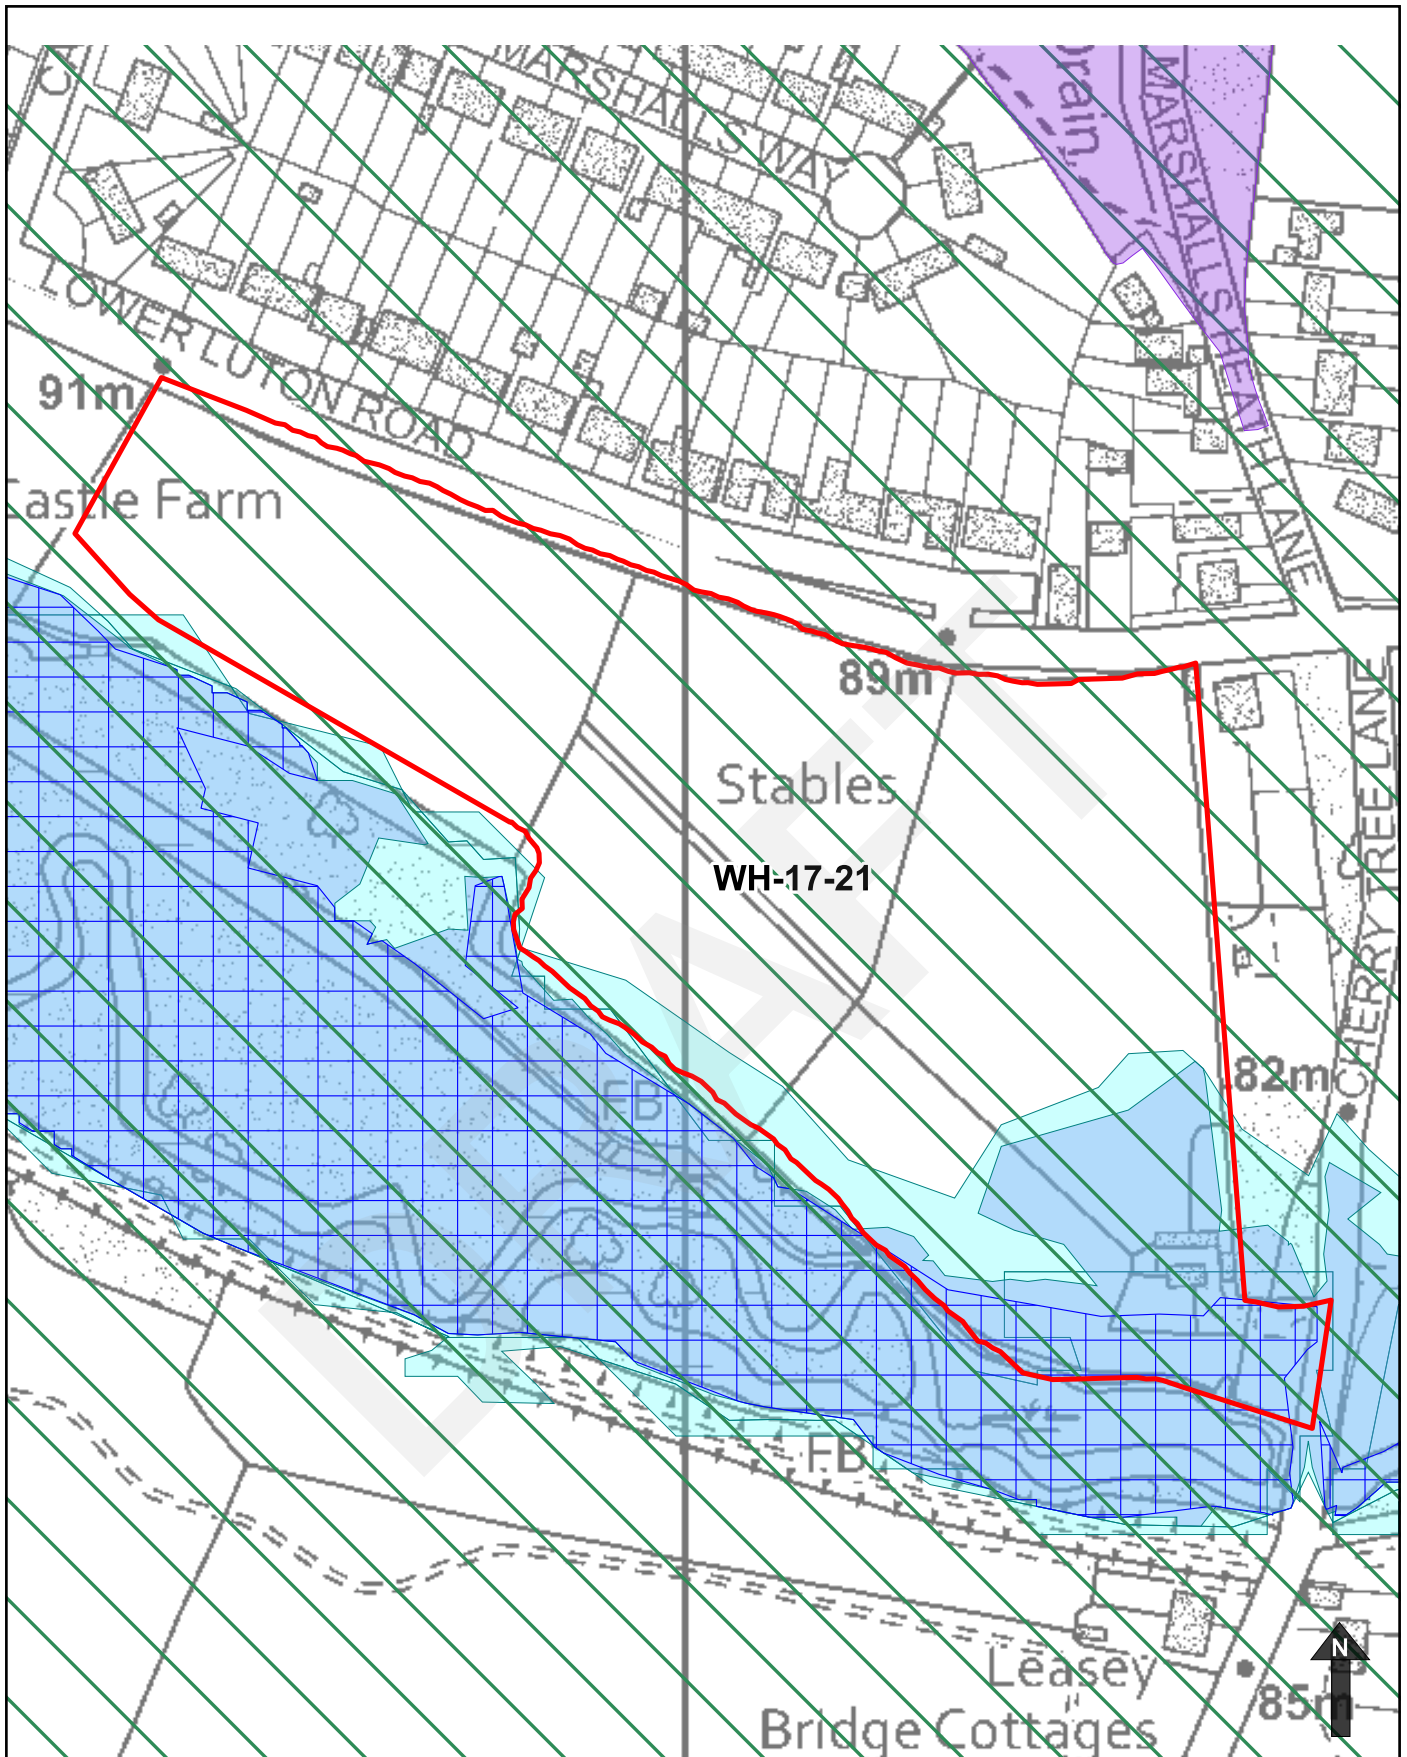 MARSHALLS WAY
Drain
MARSHALLS HEATH LANE
LOWER LUTON ROAD
91m
Castle Farm
89m
Stables
WH-17-21
CHERRY TREE LANE
82m
FB
DRAFT
FB
N
Leasey
Bridge Cottages
85m